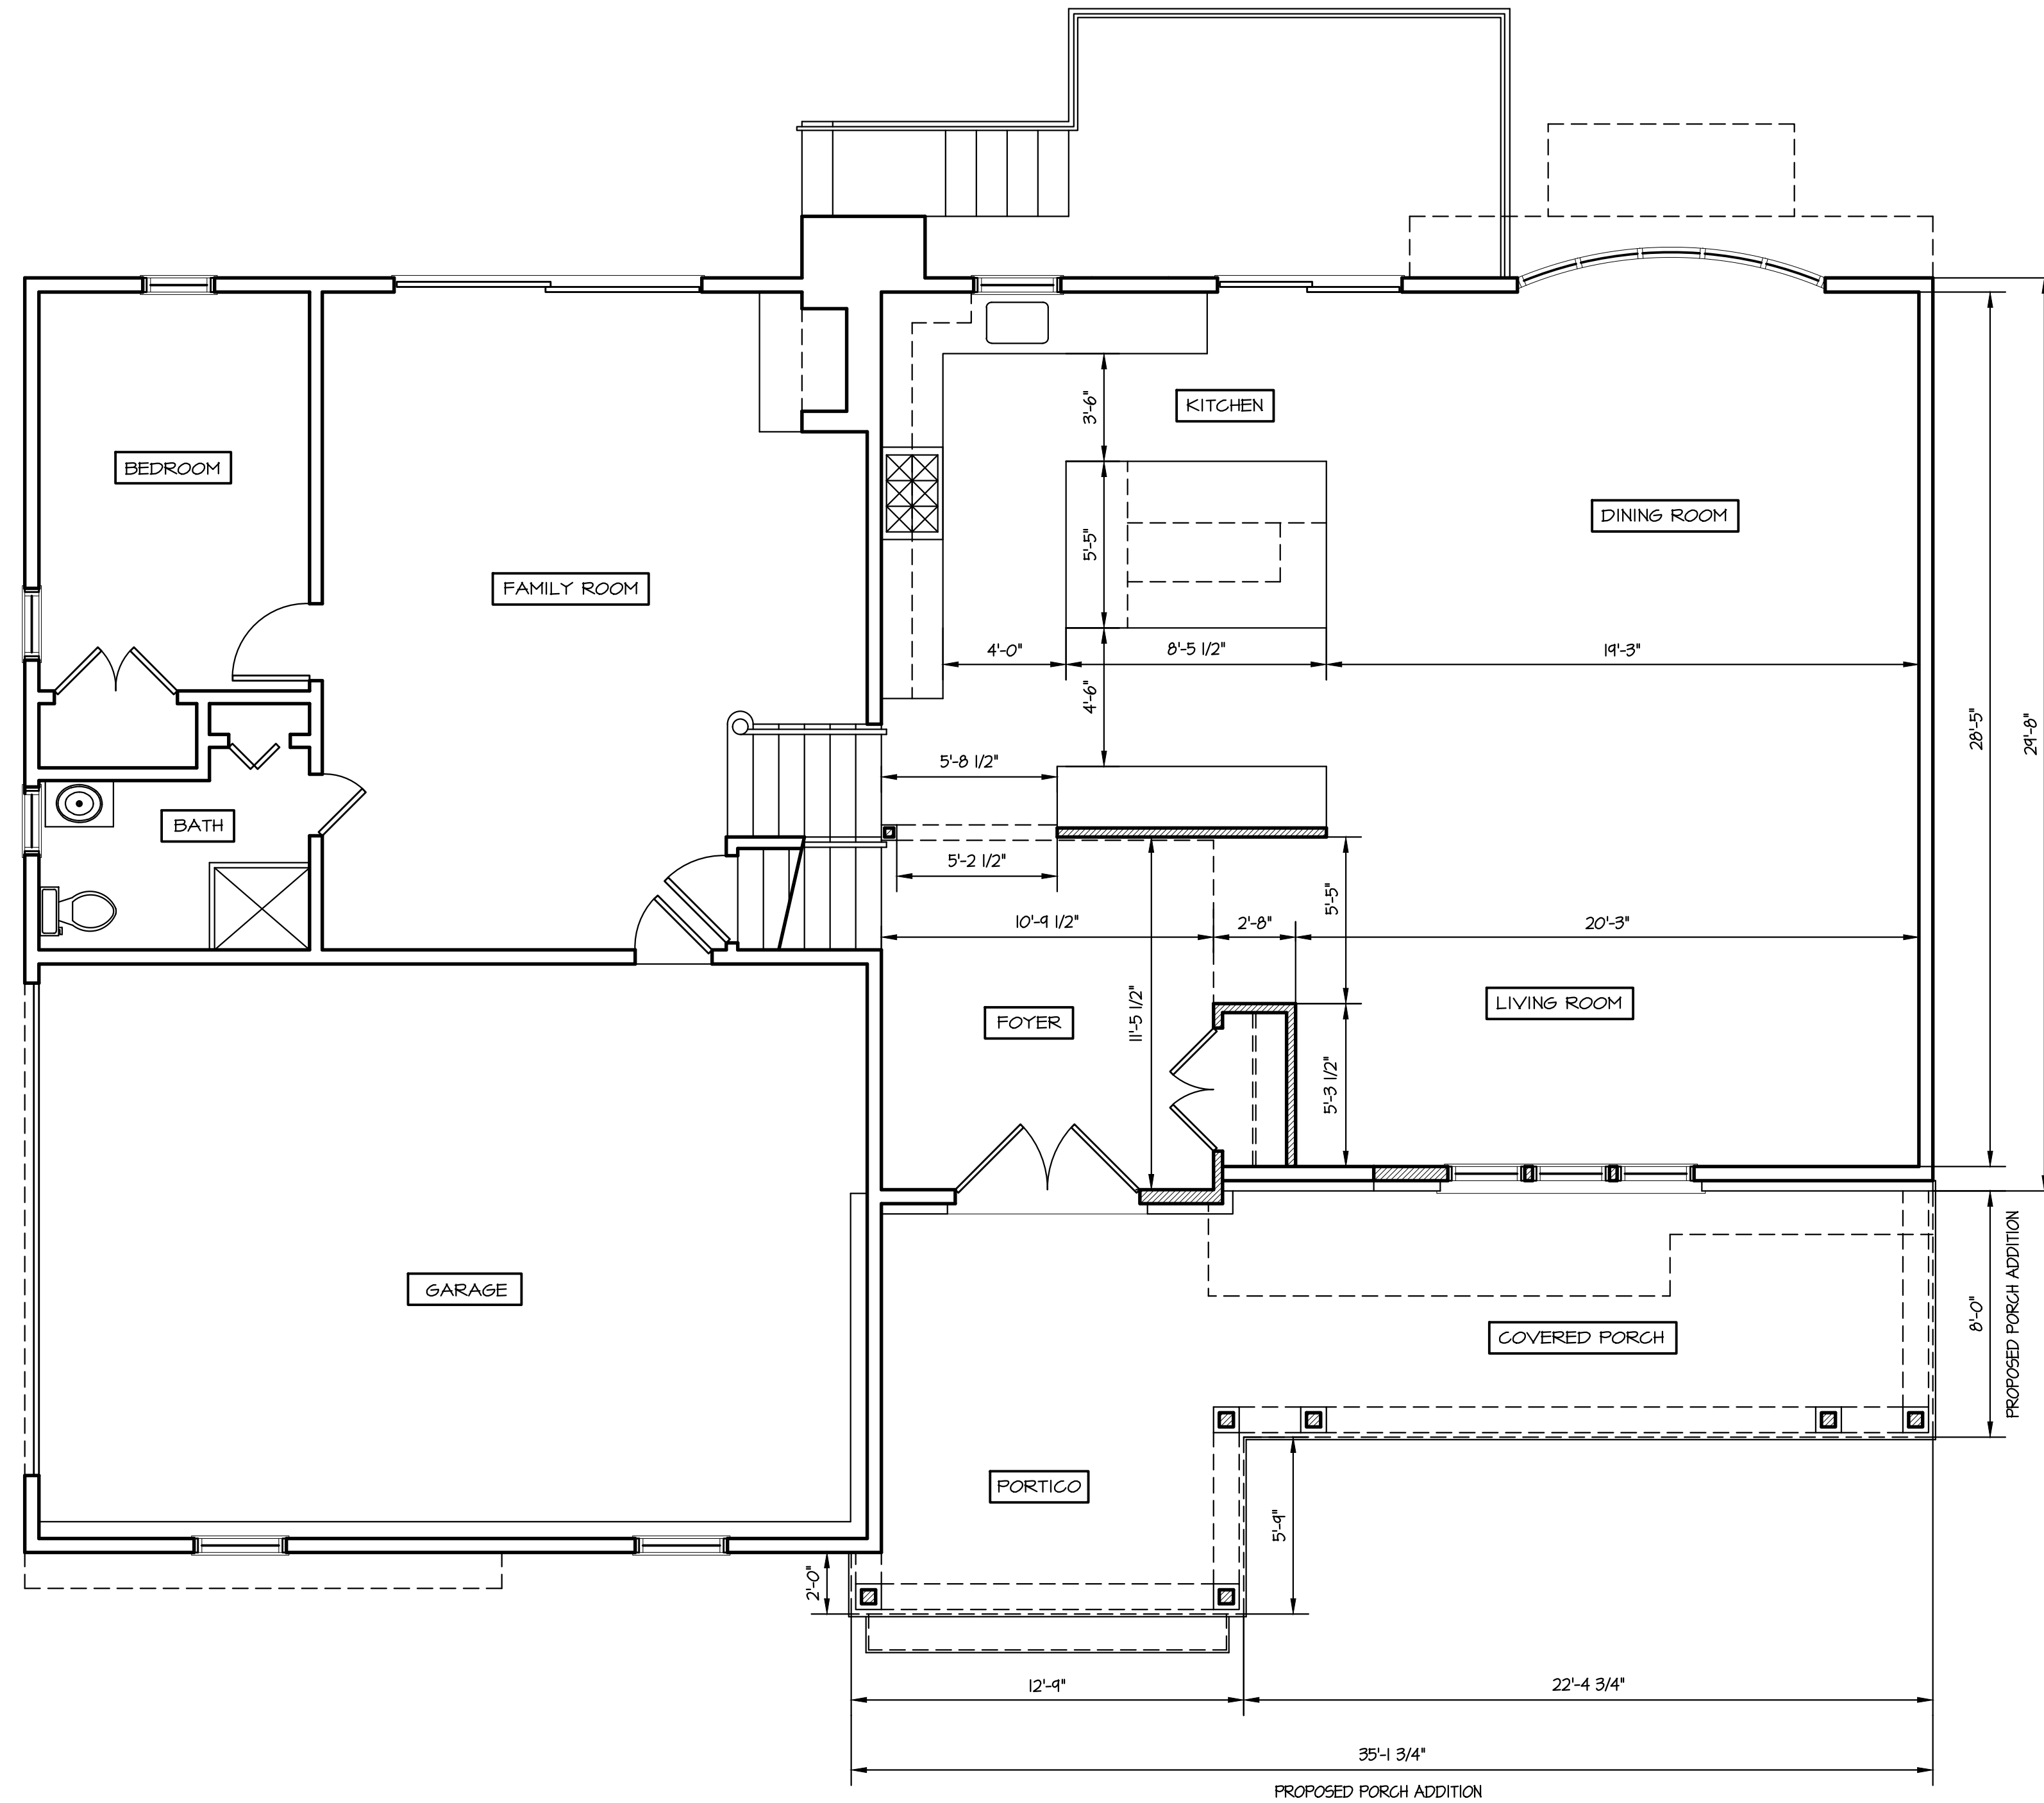 KITCHEN
3'-6"
BEDROOM
DINING ROOM
5'-5"
FAMILY ROOM
4'-0"
8'-5 1/2"
19'-3"
4'-6"
28'-5"
29'-8"
5'-8 1/2"
BATH
5'-2 1/2"
5'-5"
10'-9 1/2"
2'-8"
20'-3"
LIVING ROOM
FOYER
11'-5 1/2"
5'-3 1/2"
GARAGE
COVERED PORCH
8'-0"
PROPOSED PORCH ADDITION
PORTICO
5'-9"
2'-0"
12'-9"
22'-4 3/4"
35'-1 3/4"
PROPOSED PORCH ADDITION